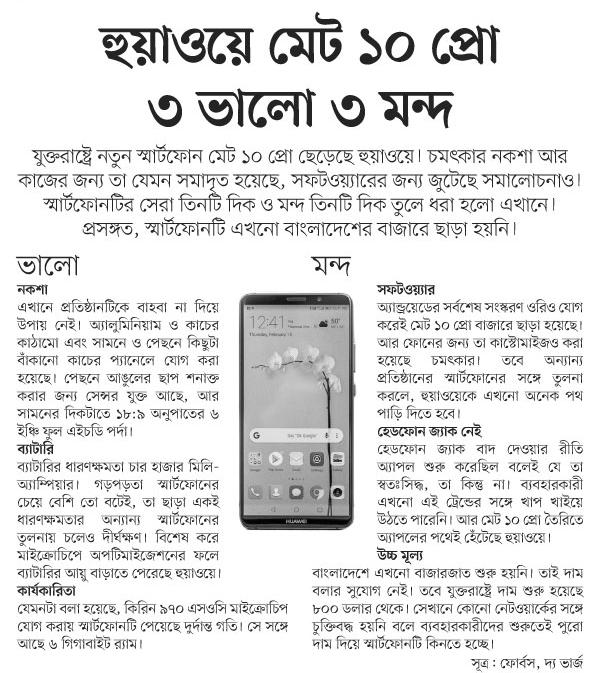 হুয়াওয়ে মেট ১০ প্রো
৩ ভালো ৩ মন্দ
যুক্তরাষ্ট্রে নতুন স্মার্টফোন মেট ১০ প্রো ছেড়েছে হুয়াওয়ে। চমৎকার নকশা আর
কাজের জন্য তা যেমন সমাদৃত হয়েছে, সফটওয়্যারের জন্য জুটেছে সমালোচনাও।
স্মার্টফোনটির সেরা তিনটি দিক ও মন্দ তিনটি দিক তুলে ধরা হলো এখানে।
প্রসঙ্গত, স্মার্টফোনটি এখনো বাংলাদেশের বাজারে ছাড়া হয়নি।
ভালো
নকশা
এখানে প্রতিষ্ঠানটিকে বাহবা না দিয়ে
উপায় নেই। অ্যালুমিনিয়াম ও কাচের
কাঠামো এবং সামনে ও পেছনে কিছুটা
বাঁকানো কাচের প্যানেলে যোগ করা
হয়েছে। পেছনে আঙুলের ছাপ শনাক্ত
করার জন্য সেন্সর যুক্ত আছে, আর
সামনের দিকটাতে ১৮:৯ অনুপাতের ৬
ইঞ্চি ফুল এইচডি পর্দা।
ব্যাটারি
ব্যাটারির ধারণক্ষমতা চার হাজার মিলি-
অ্যাম্পিয়ার। গড়পড়তা স্মার্টফোনের
চেয়ে বেশি তো বটেই, তা ছাড়া একই
ধারণক্ষমতার অন্যান্য স্মার্টফোনের
তুলনায় চলেও দীর্ঘক্ষণ। বিশেষ করে
মাইক্রোচিপে অপটিমাইজেশনের ফলে
ব্যাটারির আয়ু বাড়াতে পেরেছে হুয়াওয়ে।
কার্যকারিতা
যেমনটা বলা হয়েছে, কিরিন ৯৭০ এসওসি মাইক্রোচিপ
যোগ করায় স্মার্টফোনটি পেয়েছে দুর্দান্ত গতি। সে সঙ্গে
আছে ৬ গিগাবাইট র‍্যাম।
12:41
50°
Thursday, February 15
Google
HUAWEI
মন্দ
সফটওয়্যার
অ্যান্ড্রয়েডের সর্বশেষ সংস্করণ ওরিও যোগ
করেই মেট ১০ প্রো বাজারে ছাড়া হয়েছে।
আর ফোনের জন্য তা কাস্টোমাইজও করা
হয়েছে চমৎকার। তবে অন্যান্য
প্রতিষ্ঠানের স্মার্টফোনের সঙ্গে তুলনা
করলে, হুয়াওয়েকে এখনো অনেক পথ
পাড়ি দিতে হবে।
হেডফোন জ্যাক নেই
হেডফোন জ্যাক বাদ দেওয়ার রীতি
অ্যাপল শুরু করেছিল বলেই যে তা
স্বতঃসিদ্ধ, তা কিন্তু না। ব্যবহারকারী
এখনো এই ট্রেন্ডের সঙ্গে খাপ খাইয়ে
উঠতে পারেনি। আর মেট ১০ প্রো তৈরিতে
অ্যাপলের পথেই হেঁটেছে হুয়াওয়ে।
উচ্চ মূল্য
বাংলাদেশে এখনো বাজারজাত শুরু হয়নি। তাই দাম
বলার সুযোগ নেই। তবে যুক্তরাষ্ট্রে দাম শুরু হয়েছে
৮০০ ডলার থেকে। সেখানে কোনো নেটওয়ার্কের সঙ্গে
চুক্তিবদ্ধ হয়নি বলে ব্যবহারকারীদের শুরুতেই পুরো
দাম দিয়ে স্মার্টফোনটি কিনতে হচ্ছে।
সূত্র : ফোর্বস, দ্য ভার্জ